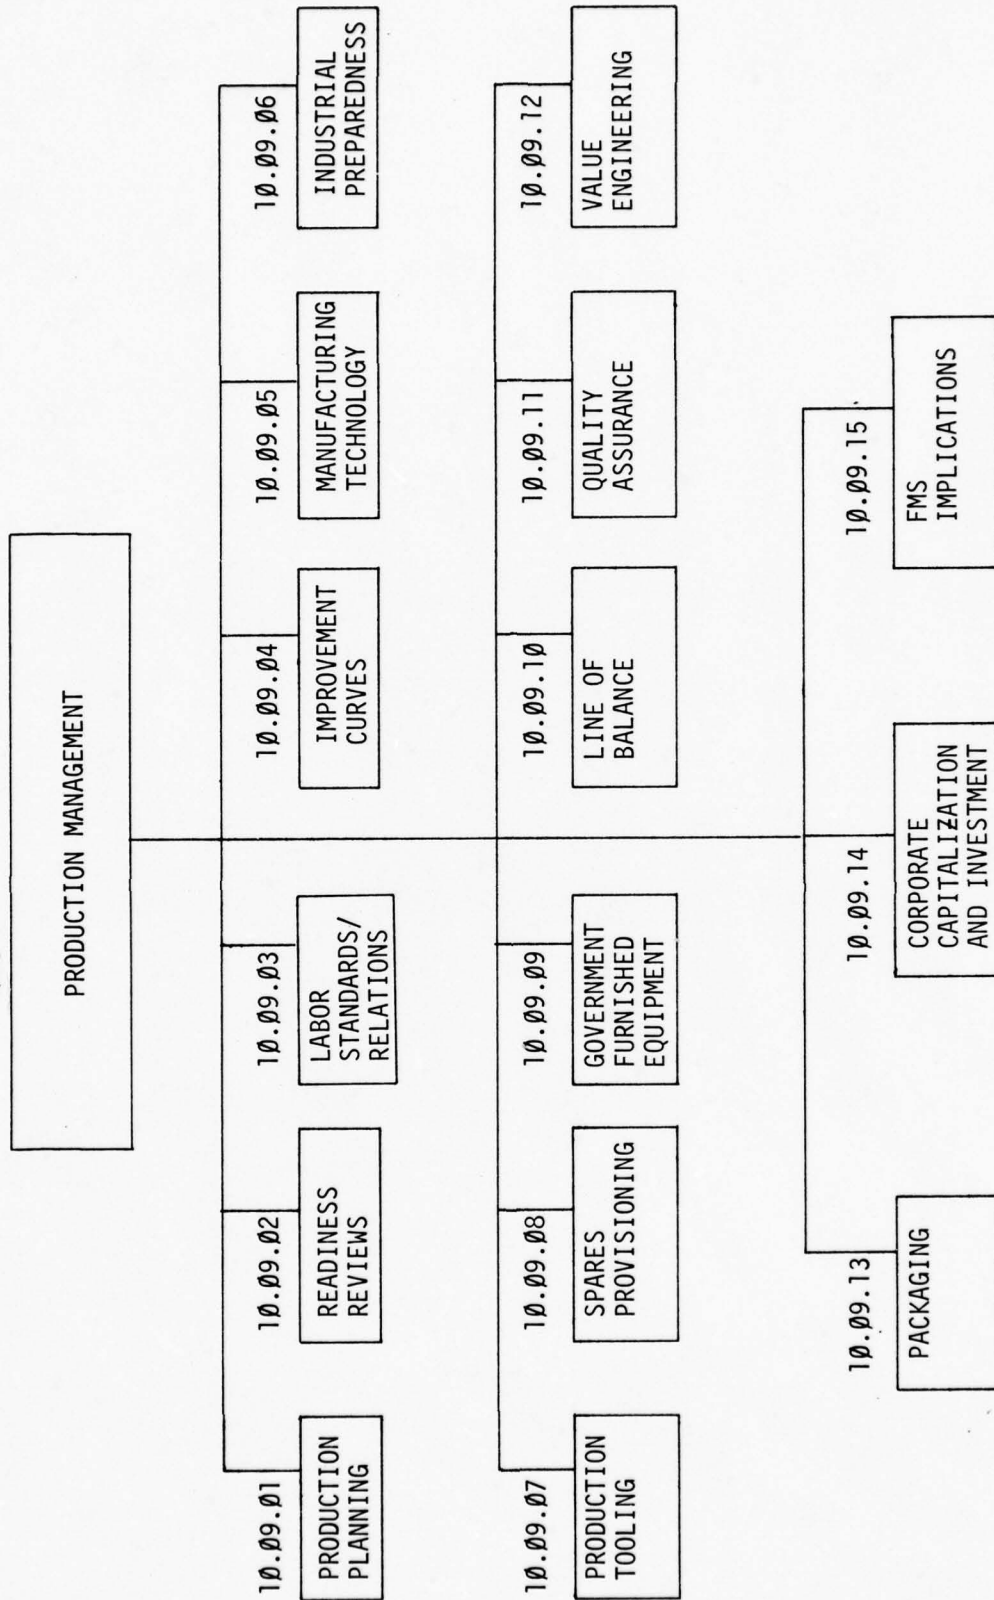 PRODUCTION MANAGEMENT
10.09.01
PRODUCTION
PLANNING
10.09.02
READINESS
REVIEWS
10.09.03
LABOR
STANDARDS/
RELATIONS
10.09.04
IMPROVEMENT
CURVES
10.09.05
MANUFACTURING
TECHNOLOGY
10.09.06
INDUSTRIAL
PREPAREDNESS
10.09.07
PRODUCTION
TOOLING
10.09.08
SPARES
PROVISIONING
10.09.09
GOVERNMENT
FURNISHED
EQUIPMENT
10.09.10
LINE OF
BALANCE
10.09.11
QUALITY
ASSURANCE
10.09.12
VALUE
ENGINEERING
10.09.13
PACKAGING
10.09.14
CORPORATE
CAPITALIZATION
AND INVESTMENT
10.09.15
FMS
IMPLICATIONS